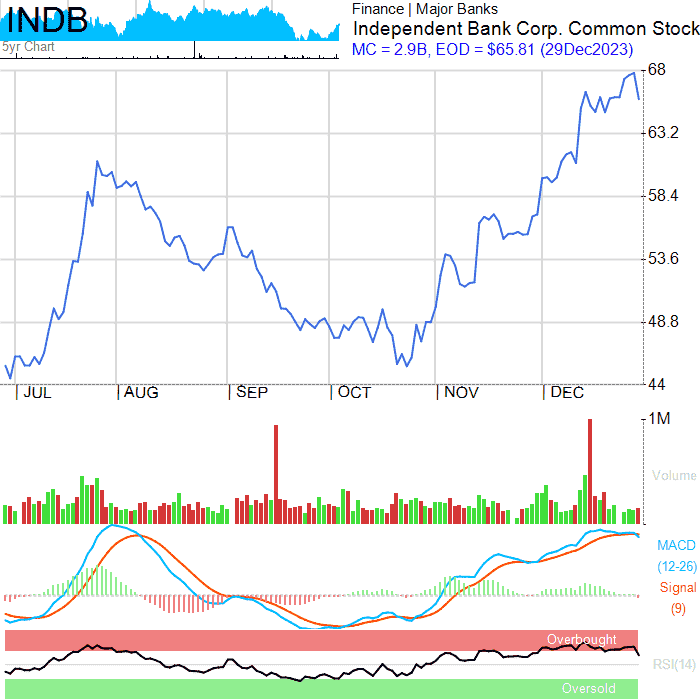 INDB
5yr Chart
Finance | Major Banks
Independent Bank Corp. Common Stock
MC = 2.9B, EOD = $65.81 (29Dec2023)
68
63.2
58.4
53.6
48.8
44
| JUL | AUG | SEP | OCT | NOV | DEC
1M
Volume
MACD
(12-26)
Signal
(9)
Overbought
RSI(14)
Oversold